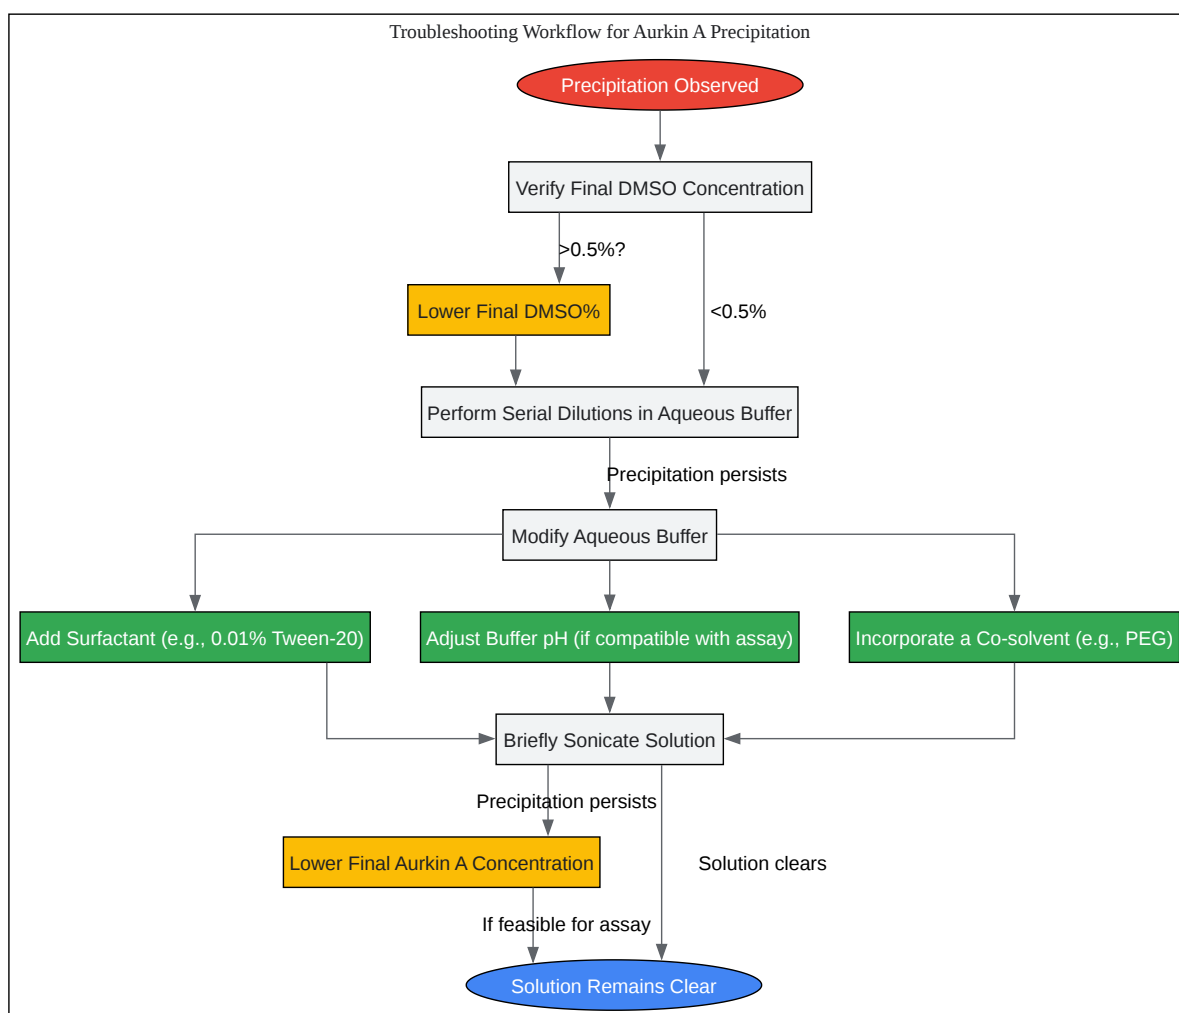 Troubleshooting Workflow for Aurkin A Precipitation
Precipitation Observed
Verify Final DMSO Concentration
>0.5%?
Lower Final DMSO%
<0.5%
Perform Serial Dilutions in Aqueous Buffer
Precipitation persists
Modify Aqueous Buffer
Add Surfactant (e.g., 0.01% Tween-20)
Adjust Buffer pH (if compatible with assay)
Incorporate a Co-solvent (e.g., PEG)
Briefly Sonicate Solution
Precipitation persists
Lower Final Aurkin A Concentration
Solution clears
If feasible for assay
Solution Remains Clear